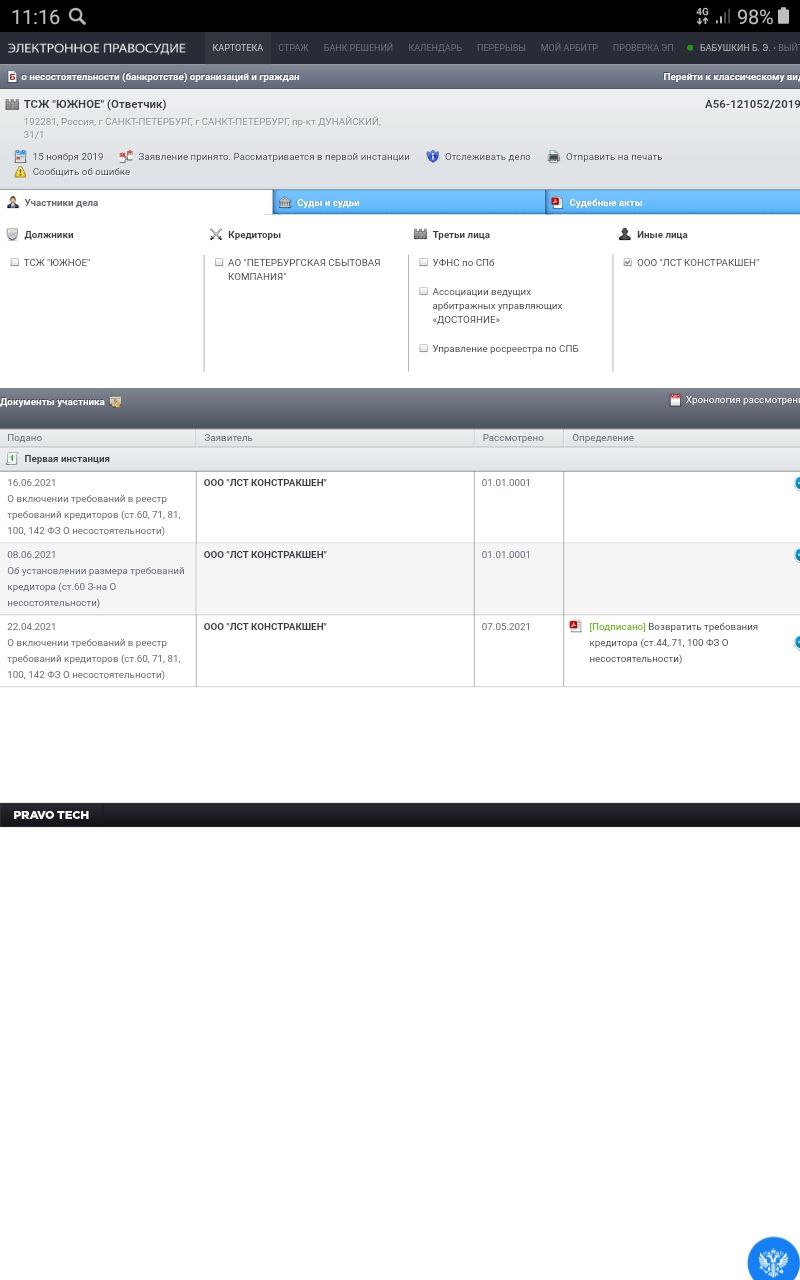 11:16
4G 98%
ЭЛЕКТРОННОЕ ПРАВОСУДИЕ КАРТОТЕКА СТРАЖ БАНК РЕШЕНИЙ КАЛЕНДАРЬ ПЕРЕРЫВЫ МОЙ АРБИТР ПРОВЕРКА ЭП БАБУШКИН Б. Э. · ВЫЙ
Б о несостоятельности (банкротстве) организаций и граждан Перейти к классическому ви
ТСЖ "ЮЖНОЕ" (Ответчик) А56-121052/2019
192281, Россия, г САНКТ-ПЕТЕРБУРГ, г САНКТ-ПЕТЕРБУРГ, пр-кт ДУНАЙСКИЙ,
31/1
15 ноября 2019 Заявление принято. Рассматривается в первой инстанции Отслеживать дело Отправить на печать
Сообщить об ошибке
Участники дела Суды и судьи Судебные акты
Должники Кредиторы Третьи лица Иные лица
ТСЖ "ЮЖНОЕ"
АО "ПЕТЕРБУРГСКАЯ СБЫТОВАЯ
КОМПАНИЯ"
УФНС по СПб
Ассоциации ведущих
арбитражных управляющих
«ДОСТОЯНИЕ»
Управление росреестра по СПБ
ООО "ЛСТ КОНСТРАКШЕН"
Документы участника Хронология рассмотрен
Подано Заявитель Рассмотрено Определение
1 Первая инстанция
16.06.2021 ООО "ЛСТ КОНСТРАКШЕН" 01.01.0001
О включении требований в реестр
требований кредиторов (ст.60, 71, 81,
100, 142 ФЗ О несостоятельности)
08.06.2021 ООО "ЛСТ КОНСТРАКШЕН" 01.01.0001
Об установлении размера требований
кредитора (ст.60 З-на О
несостоятельности)
22.04.2021 ООО "ЛСТ КОНСТРАКШЕН" 07.05.2021
О включении требований в реестр
требований кредиторов (ст.60, 71, 81,
100, 142 ФЗ О несостоятельности)
[Подписано] Возвратить требования
кредитора (ст.44, 71, 100 ФЗ О
несостоятельности)
PRAVO TECH